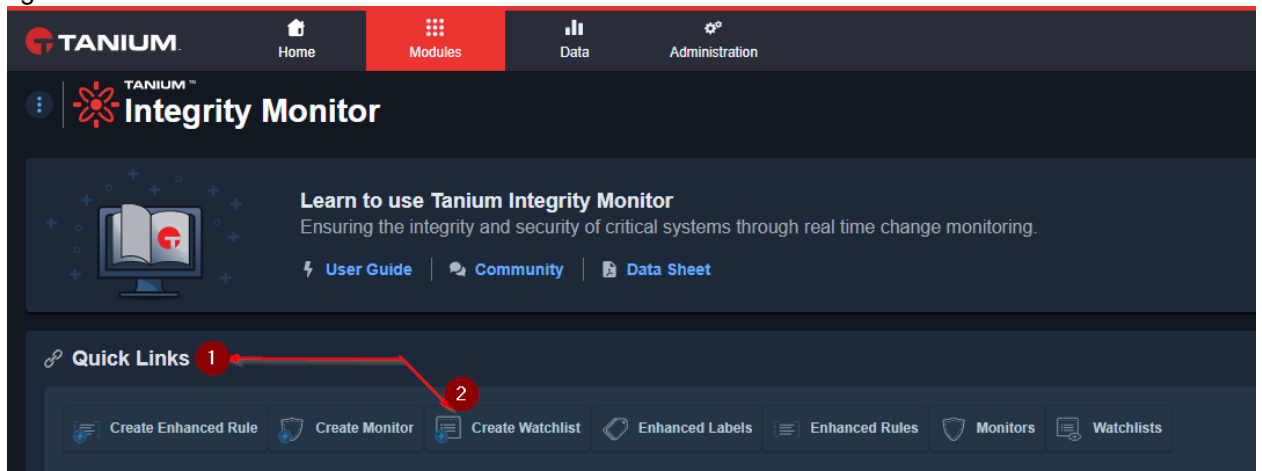 TANIUM.
Home
Modules
Data
Administration
TANIUM™
Integrity Monitor
Learn to use Tanium Integrity Monitor
Ensuring the integrity and security of critical systems through real time change monitoring.
User Guide
Community
Data Sheet
Quick Links 1
2
Create Enhanced Rule
Create Monitor
Create Watchlist
Enhanced Labels
Enhanced Rules
Monitors
Watchlists